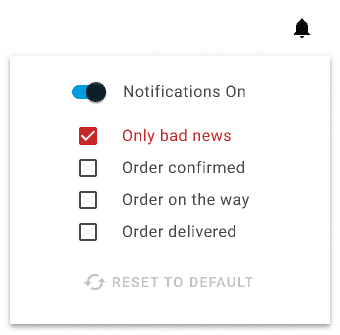 Notifications On
Only bad news
Order confirmed
Order on the way
Order delivered
RESET TO DEFAULT